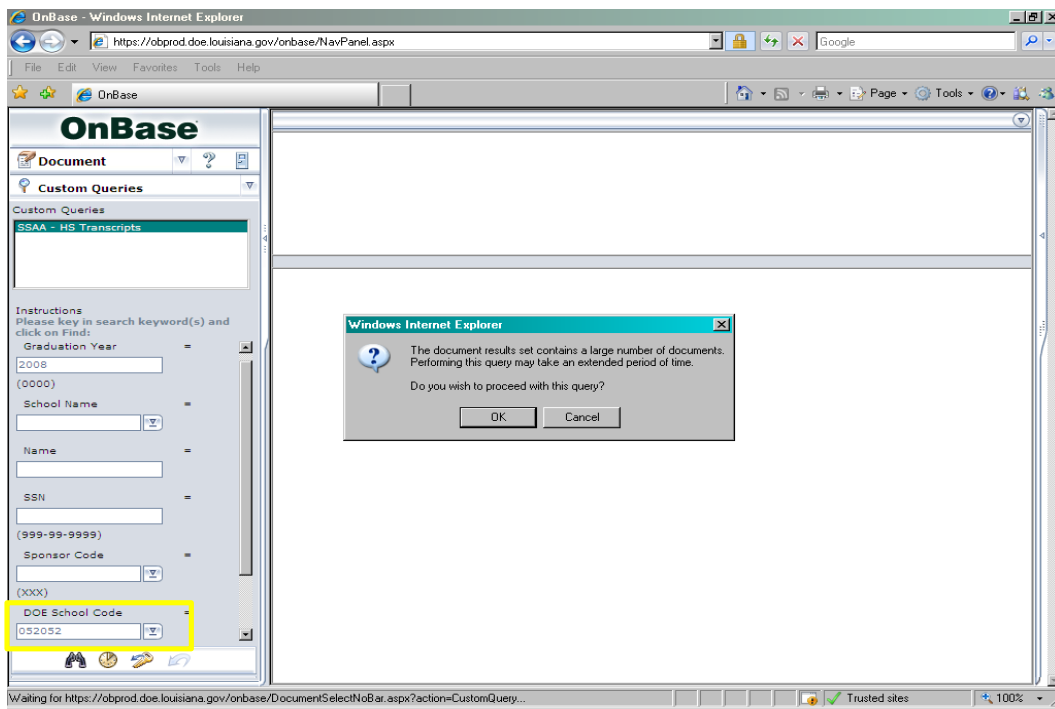 OnBase - Windows Internet Explorer
https://obprod.doe.louisiana.gov/onbase/NavPanel.aspx
Google
File Edit View Favorites Tools Help
OnBase
Page Tools
OnBase
Document
Custom Queries
Custom Queries
SSAA - HS Transcripts
Instructions
Please key in search keyword(s) and
click on Find:
Graduation Year =
2008
(0000)
School Name =
Name =
SSN =
(999-99-9999)
Sponsor Code =
(XXX)
DOE School Code =
052052
Windows Internet Explorer
The document results set contains a large number of documents.
Performing this query may take an extended period of time.
Do you wish to proceed with this query?
OK Cancel
Waiting for https://obprod.doe.louisiana.gov/onbase/DocumentSelectNoBar.aspx?action=CustomQuery...
Trusted sites
100%